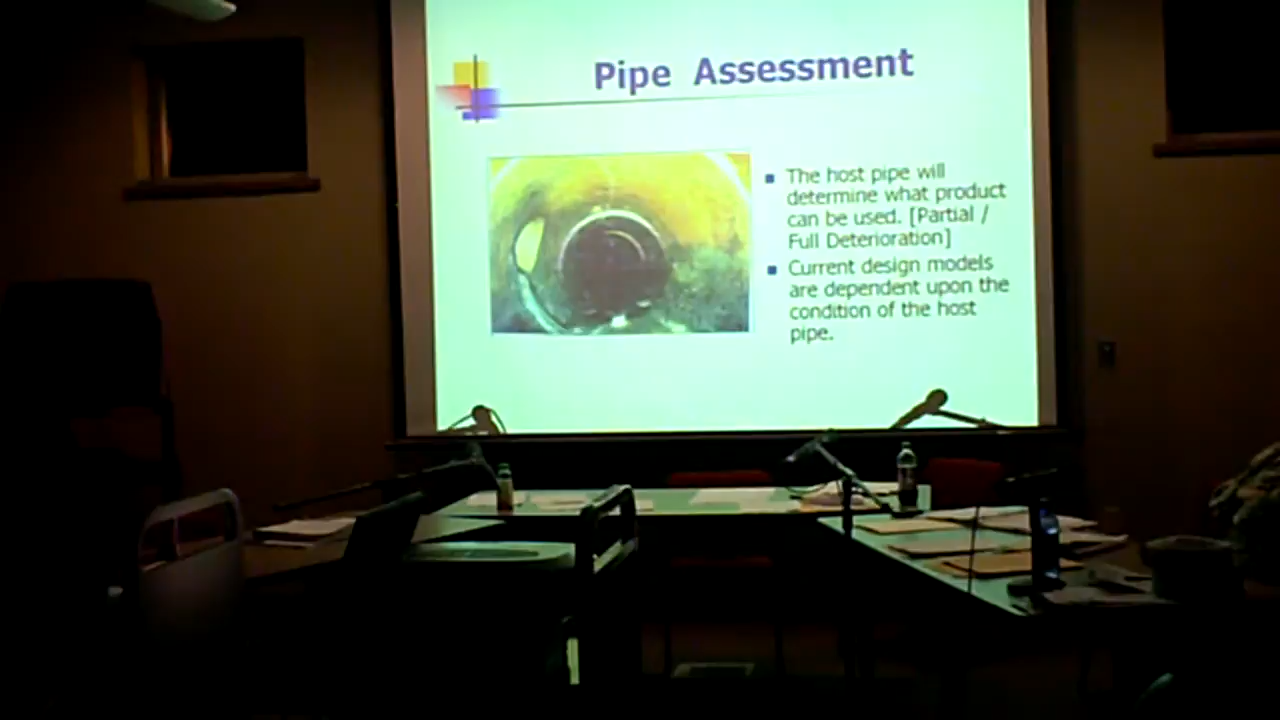 Pipe Assessment
The host pipe will
determine what product
can be used. [Partial /
Full Deterioration]
Current design models
are dependent upon the
condition of the host
pipe.